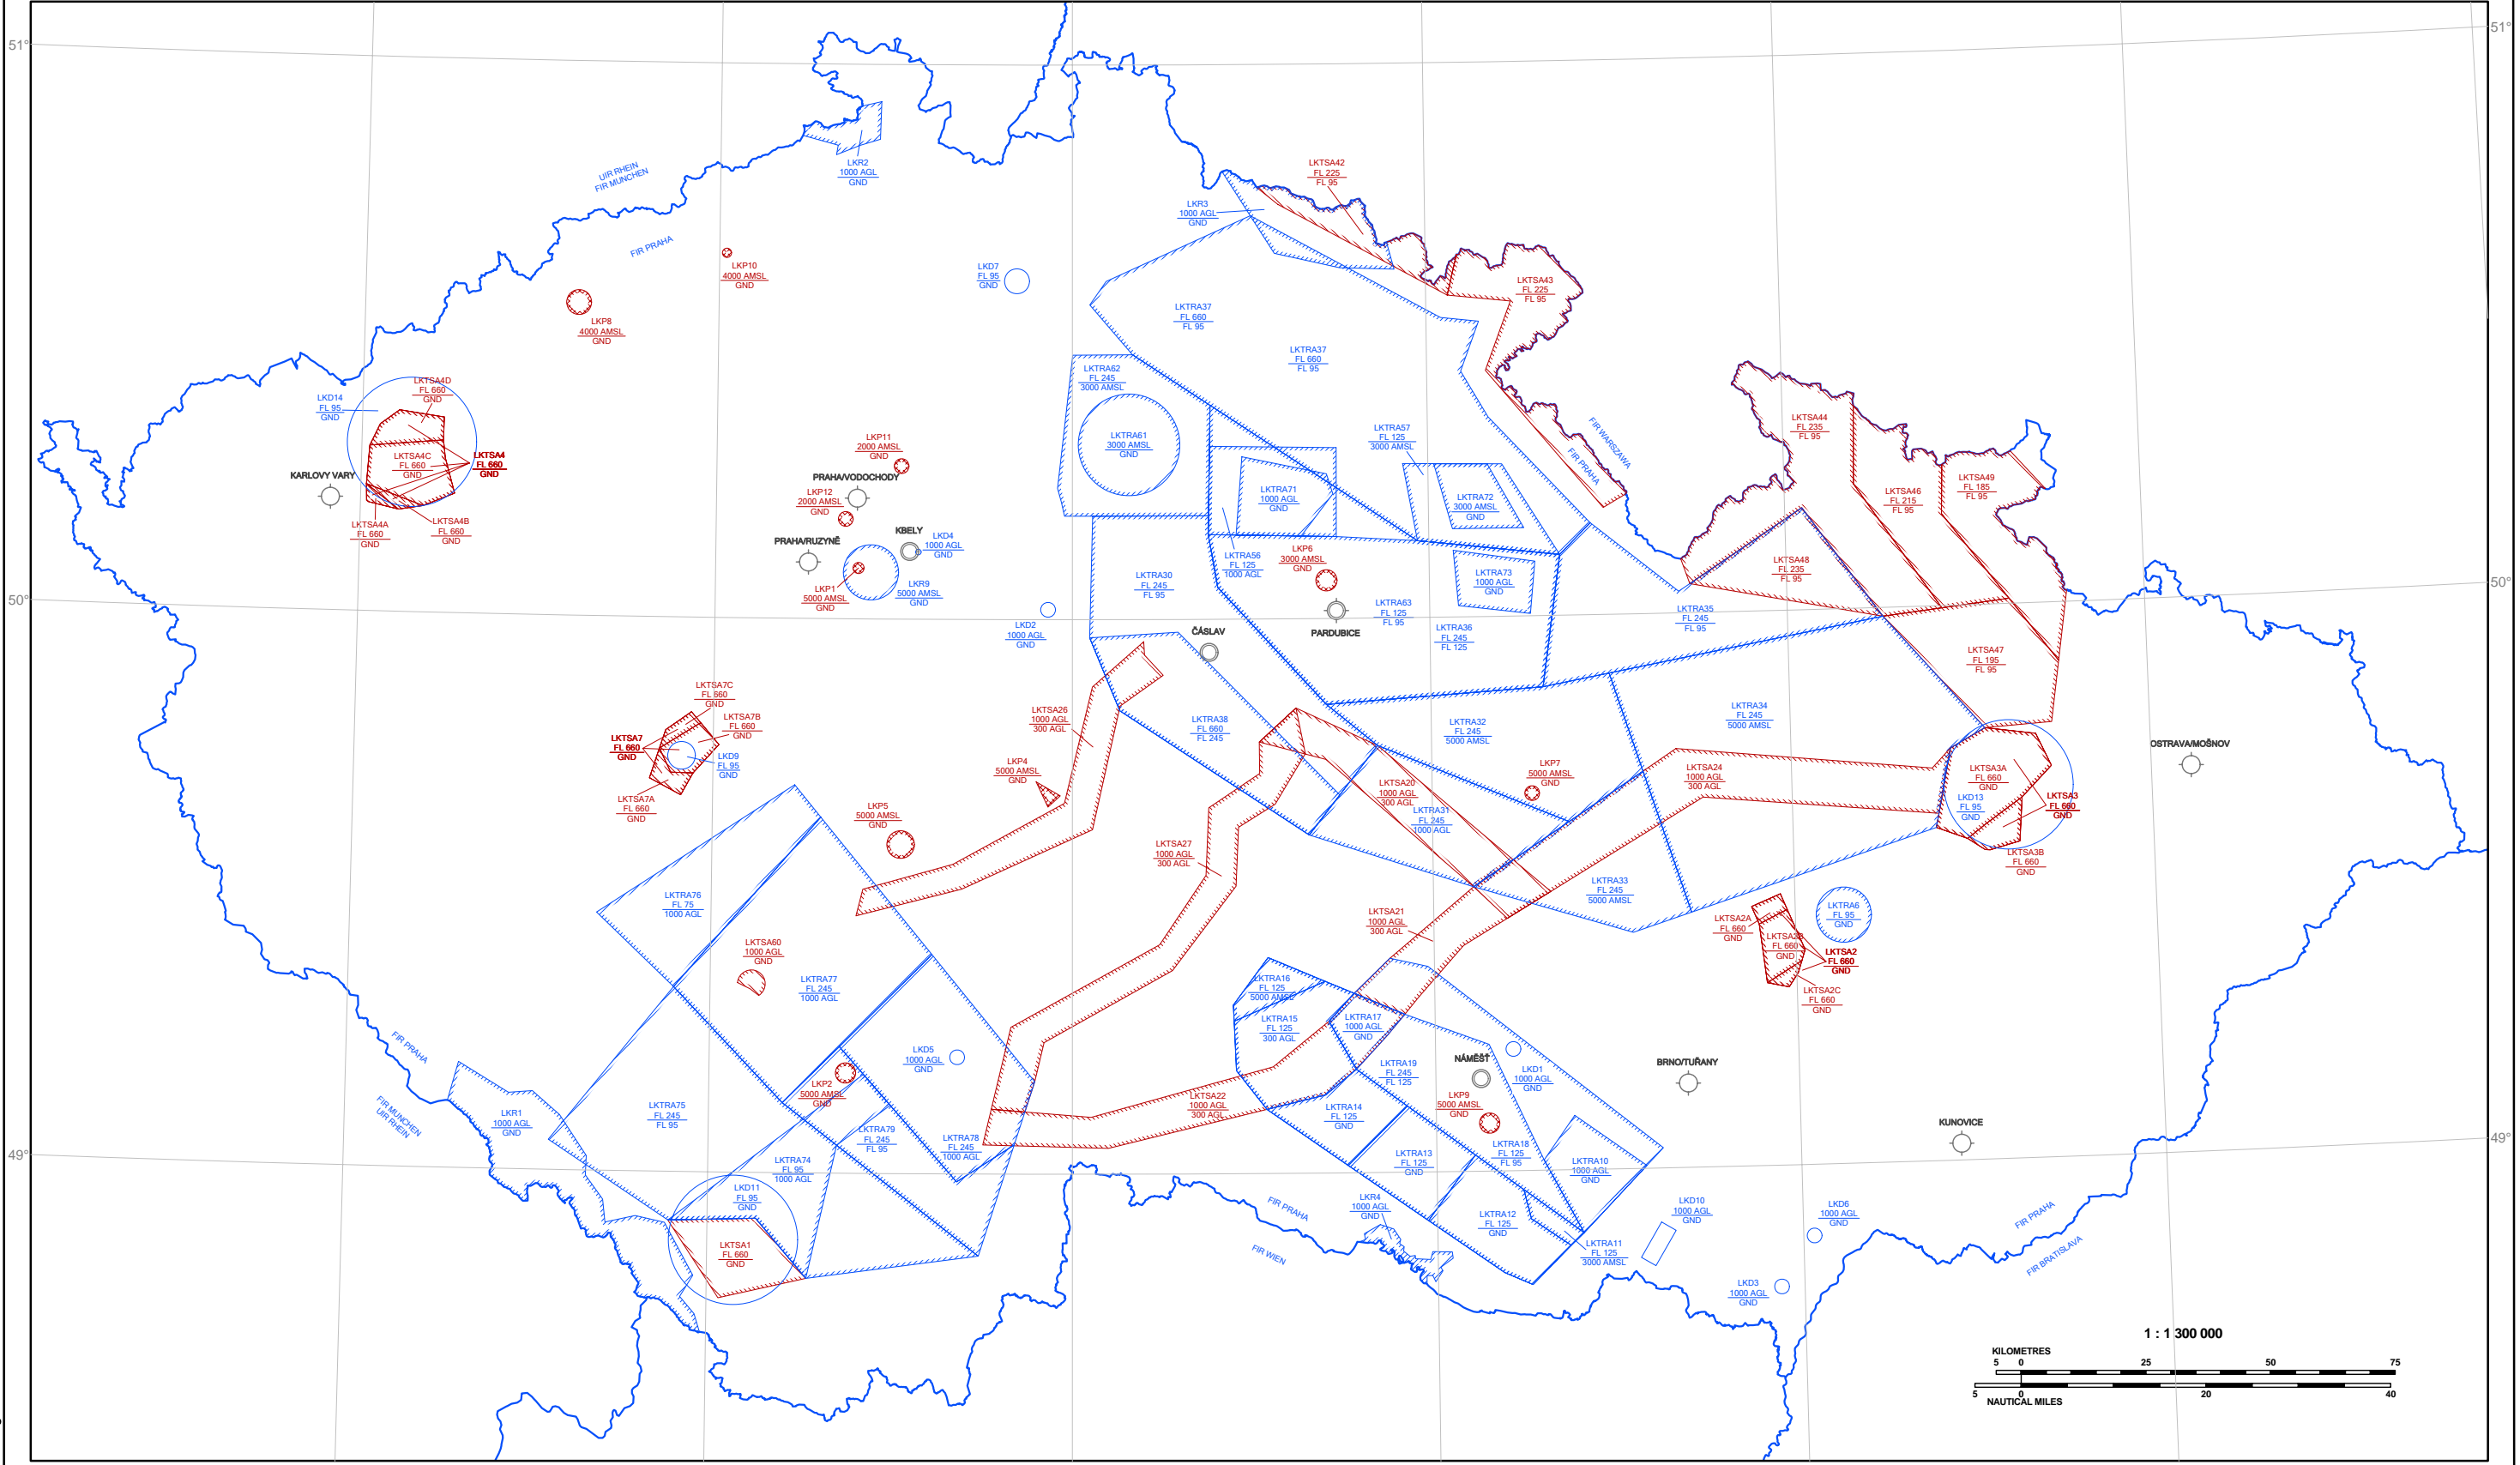 51°
51°
LKR2
1000 AGL
GND
UIR RHEIN
FIR MUNCHEN
FIR PRAHA
LKTSA42
FL 225
FL 95
LKR3
1000 AGL
GND
LKP10
4000 AMSL
GND
LKD7
FL 95
GND
LKTSA43
FL 225
FL 95
LKP8
4000 AMSL
GND
LKTRA37
FL 660
FL 95
LKTRA37
FL 660
FL 95
LKTRA62
FL 245
3000 AMSL
LKTSA4D
FL 660
GND
LKD14
FL 95
GND
LKTSA4C
FL 660
GND
LKTSA4
FL 660
GND
LKTSA4A
FL 660
GND
LKTSA4B
FL 660
GND
KARLOVY VARY
LKP11
2000 AMSL
GND
PRAHA/VODOCHODY
LKP12
2000 AMSL
GND
KBELY
LKD4
1000 AGL
GND
PRAHA/RUZYNĚ
LKP1
5000 AMSL
GND
LKR9
5000 AMSL
GND
LKTRA61
3000 AMSL
GND
LKTRA57
FL 125
3000 AMSL
LKTRA71
1000 AGL
GND
LKTRA72
3000 AMSL
GND
FIR WARSZAWA
FIR PRAHA
LKTSA44
FL 235
FL 95
LKTSA46
FL 215
FL 95
LKTSA49
FL 185
FL 95
LKTSA48
FL 235
FL 95
LKTRA56
FL 125
1000 AGL
LKP6
3000 AMSL
GND
LKTRA73
1000 AGL
GND
LKTRA30
FL 245
FL 95
50°
50°
LKD2
1000 AGL
GND
ČÁSLAV
PARDUBICE
LKTRA63
FL 125
FL 95
LKTRA36
FL 245
FL 125
LKTRA35
FL 245
FL 95
LKTSA47
FL 195
FL 95
LKTSA7C
FL 660
GND
LKTSA7B
FL 660
GND
LKTSA7
FL 660
GND
LKD9
FL 95
GND
LKTSA7A
FL 660
GND
LKTSA26
1000 AGL
300 AGL
LKTRA38
FL 660
FL 245
LKTRA32
FL 245
5000 AMSL
LKTRA34
FL 245
5000 AMSL
OSTRAVA/MOŠNOV
LKP4
5000 AMSL
GND
LKP5
5000 AMSL
GND
LKTSA20
1000 AGL
300 AGL
LKTRA31
FL 245
1000 AGL
LKP7
5000 AMSL
GND
LKTSA24
1000 AGL
300 AGL
LKTSA3A
FL 660
GND
LKD13
FL 95
GND
LKTSA3
FL 660
GND
LKTSA3B
FL 660
GND
LKTSA27
1000 AGL
300 AGL
LKTRA33
FL 245
5000 AMSL
LKTRA76
FL 75
1000 AGL
LKTSA21
1000 AGL
300 AGL
LKTSA2A
FL 660
GND
LKTSA2B
FL 660
GND
LKTSA2
FL 660
GND
LKTSA2C
FL 660
GND
LKTRA6
FL 95
GND
LKTSA60
1000 AGL
GND
LKTRA77
FL 245
1000 AGL
LKTRA16
FL 125
5000 AMSL
LKTRA15
FL 125
300 AGL
LKTRA17
1000 AGL
GND
LKTRA19
FL 245
FL 125
NÁMĚŠŤ
BRNO/TUŘANY
LKD1
1000 AGL
GND
LKP9
5000 AMSL
GND
LKD5
1000 AGL
GND
LKP2
5000 AMSL
GND
FIR PRAHA
FIR MUNCHEN
UIR RHEIN
LKR1
1000 AGL
GND
LKTRA75
FL 245
FL 95
LKTSA22
1000 AGL
300 AGL
LKTRA14
FL 125
GND
KUNOVICE
49°
49°
LKTRA79
FL 245
FL 95
LKTRA78
FL 245
1000 AGL
LKTRA74
FL 95
1000 AGL
LKTRA13
FL 125
GND
LKTRA18
FL 125
FL 95
LKTRA10
1000 AGL
GND
LKD11
FL 95
GND
LKTSA1
FL 660
GND
FIR PRAHA
FIR WIEN
LKR4
1000 AGL
GND
LKTRA12
FL 125
GND
LKTRA11
FL 125
3000 AMSL
LKD10
1000 AGL
GND
LKD6
1000 AGL
GND
LKD3
1000 AGL
GND
FIR PRAHA
FIR BRATISLAVA
1 : 1 300 000
KILOMETRES
5 0 25 50 75
5 0 20 40
NAUTICAL MILES